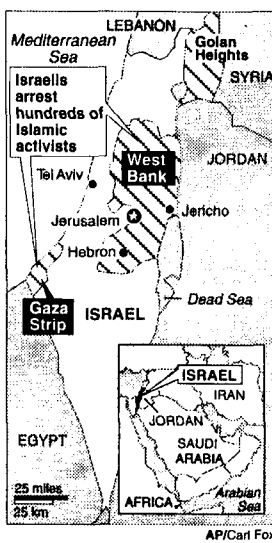 LEBANON
Mediterranean
Sea
Golan
Heights
SYRIA
Israelis
arrest
hundreds of
Islamic
activists
West
Bank
JORDAN
Tel Aviv
Jerusalem
Jericho
Hebron
Dead Sea
Gaza
Strip
ISRAEL
EGYPT
ISRAEL
IRAN
JORDAN
SAUDI
ARABIA
AFRICA
Arabian
Sea
25 miles
25 km
AP/Carl Fox